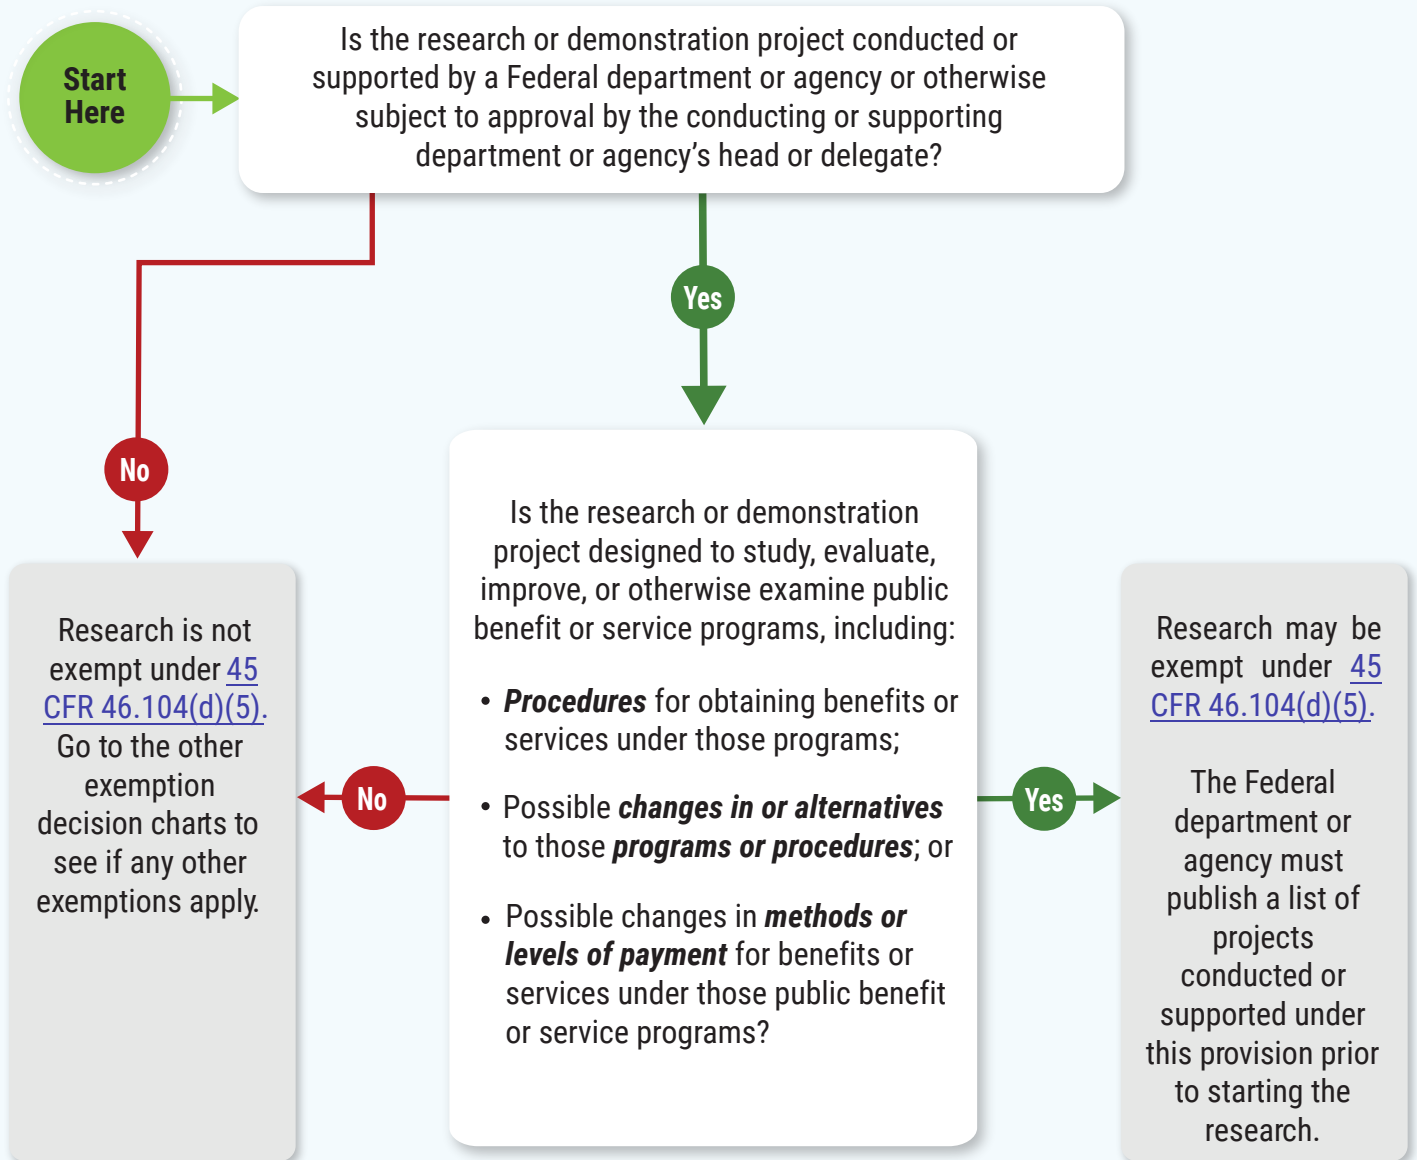 Start
Here
Is the research or demonstration project conducted or
supported by a Federal department or agency or otherwise
subject to approval by the conducting or supporting
department or agency’s head or delegate?
Yes
No
Research is not
exempt under 45
CFR 46.104(d)(5).
Go to the other
exemption
decision charts to
see if any other
exemptions apply.
No
Is the research or demonstration
project designed to study, evaluate,
improve, or otherwise examine public
benefit or service programs, including:
• Procedures for obtaining benefits or
services under those programs;
• Possible changes in or alternatives
to those programs or procedures; or
• Possible changes in methods or
levels of payment for benefits or
services under those public benefit
or service programs?
Yes
Research may be
exempt under 45
CFR 46.104(d)(5).
The Federal
department or
agency must
publish a list of
projects
conducted or
supported under
this provision prior
to starting the
research.